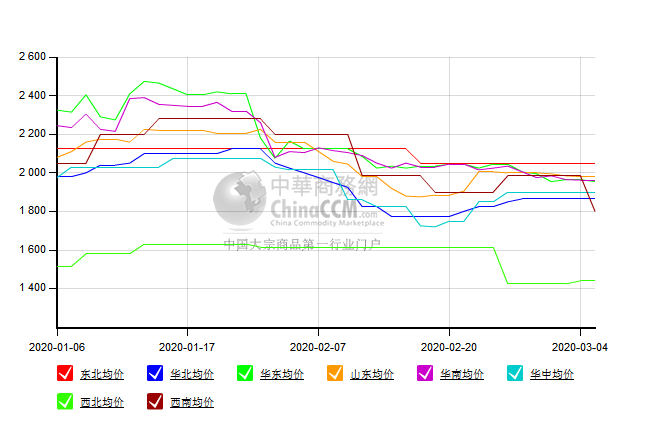 2 600
2 400
2 200
2 000
1 800
1 600
1 400
中華商務網
ChinaCCM.com
China Commodity Marketplace
中国大宗商品第一行业门户
2020-01-06 2020-01-17 2020-02-07 2020-02-20 2020-03-04
东北均价 华北均价 华东均价 山东均价 华南均价 华中均价
西北均价 西南均价